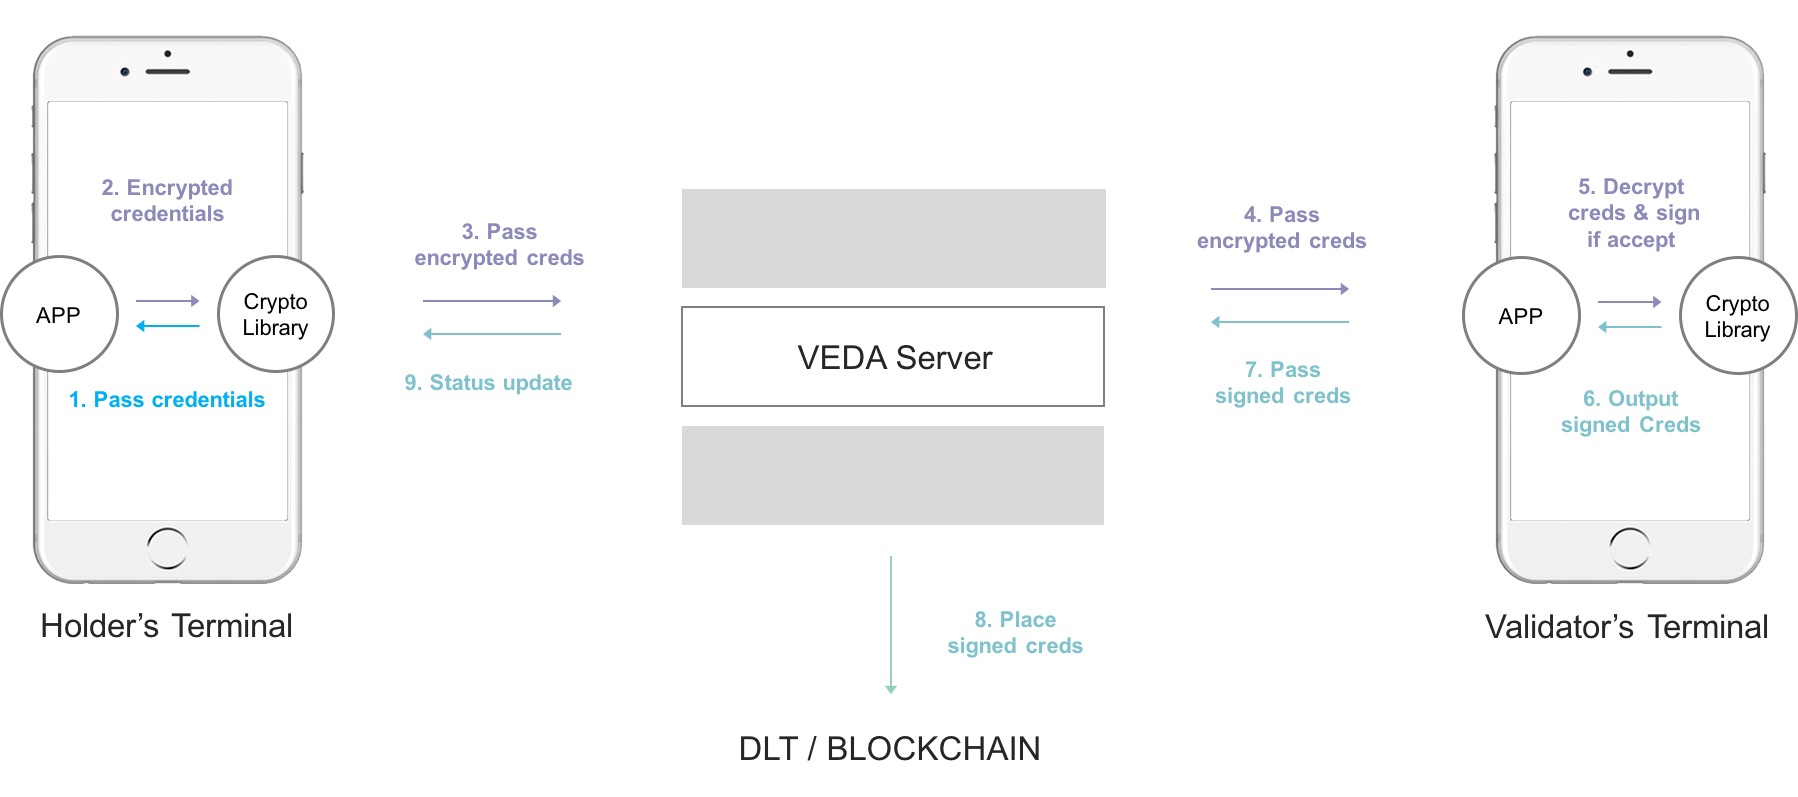 2. Encrypted
credentials
APP
Crypto
Library
1. Pass credentials
Holder’s Terminal
3. Pass
encrypted creds
9. Status update
VEDA Server
8. Place
signed creds
DLT / BLOCKCHAIN
4. Pass
encrypted creds
7. Pass
signed creds
5. Decrypt
creds & sign
if accept
APP
Crypto
Library
6. Output
signed Creds
Validator’s Terminal